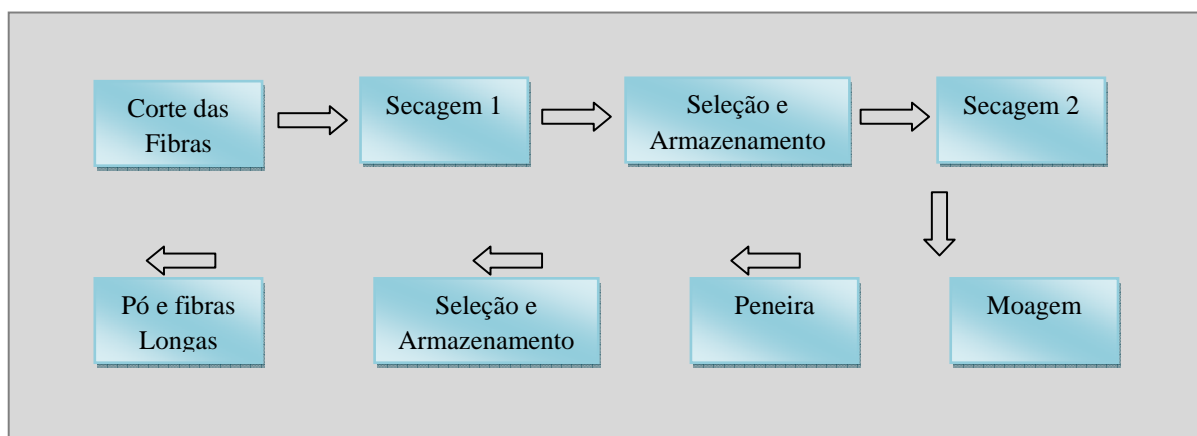 Corte das
Fibras
Secagem 1
Seleção e
Armazenamento
Secagem 2
Pó e fibras
Longas
Seleção e
Armazenamento
Peneira
Moagem